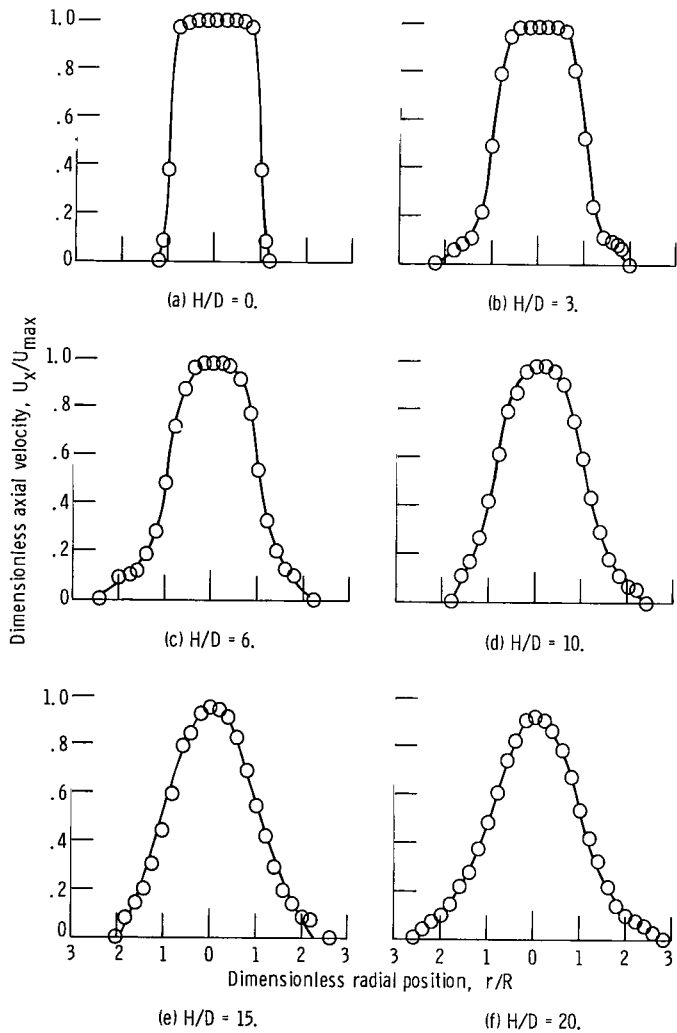 1.0
.8
.6
.4
.2
0
(a) H/D = 0.
(b) H/D = 3.
Dimensionless axial velocity, U_x/U_max
1.0
.8
.6
.4
.2
0
(c) H/D = 6.
(d) H/D = 10.
1.0
.8
.6
.4
.2
0
3 2 1 0 1 2 3 3 2 1 0 1 2 3
Dimensionless radial position, r/R
(e) H/D = 15.
(f) H/D = 20.